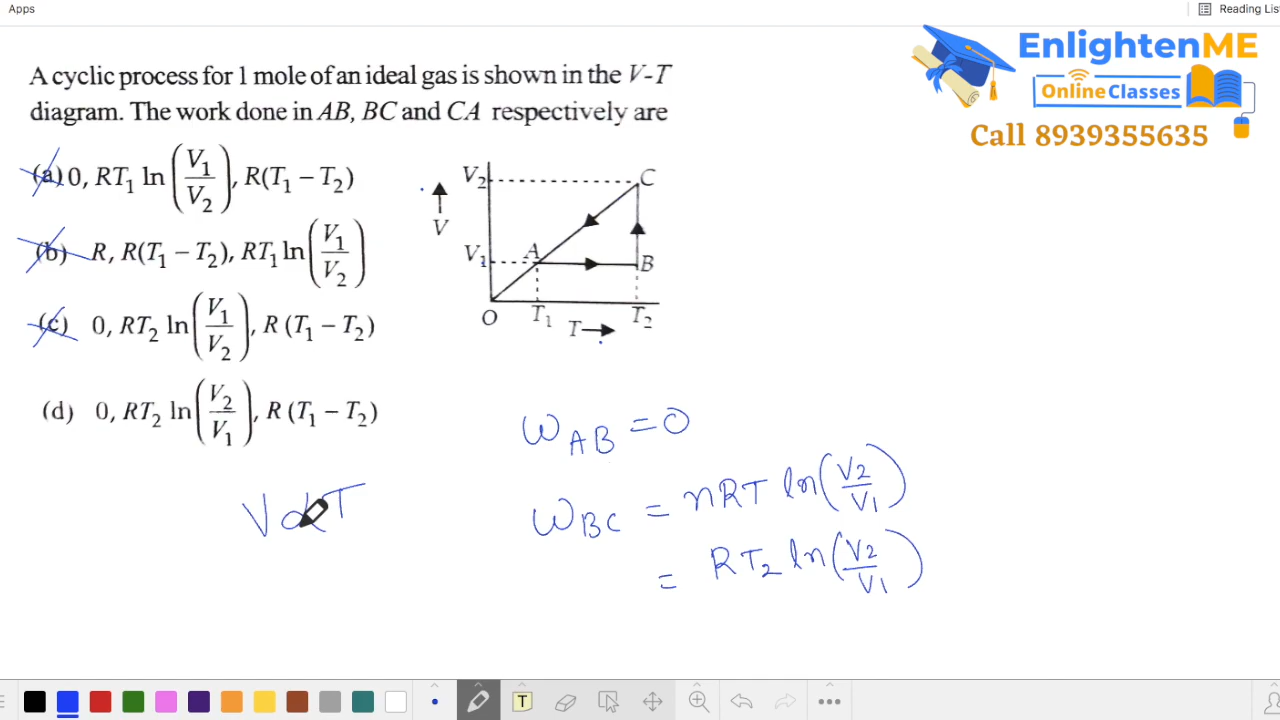 Apps
Reading Lis
EnlightenME
OnlineClasses
Call 8939355635
A cyclic process for 1 mole of an ideal gas is shown in the V-T
diagram. The work done in AB, BC and CA respectively are
(a) 0, RT₁ ln (V₁/V₂), R(T₁ − T₂)
(b) R, R(T₁ − T₂), RT₁ ln (V₁/V₂)
(c) 0, RT₂ ln (V₁/V₂), R (T₁ − T₂)
(d) 0, RT₂ ln (V₂/V₁), R (T₁ − T₂)
V₂
C
V
V₁
A
B
O
T₁
T
T₂
W_AB = 0
W_BC = nRT ln (V₂/V₁)
= RT₂ ln (V₂/V₁)
V α T
T